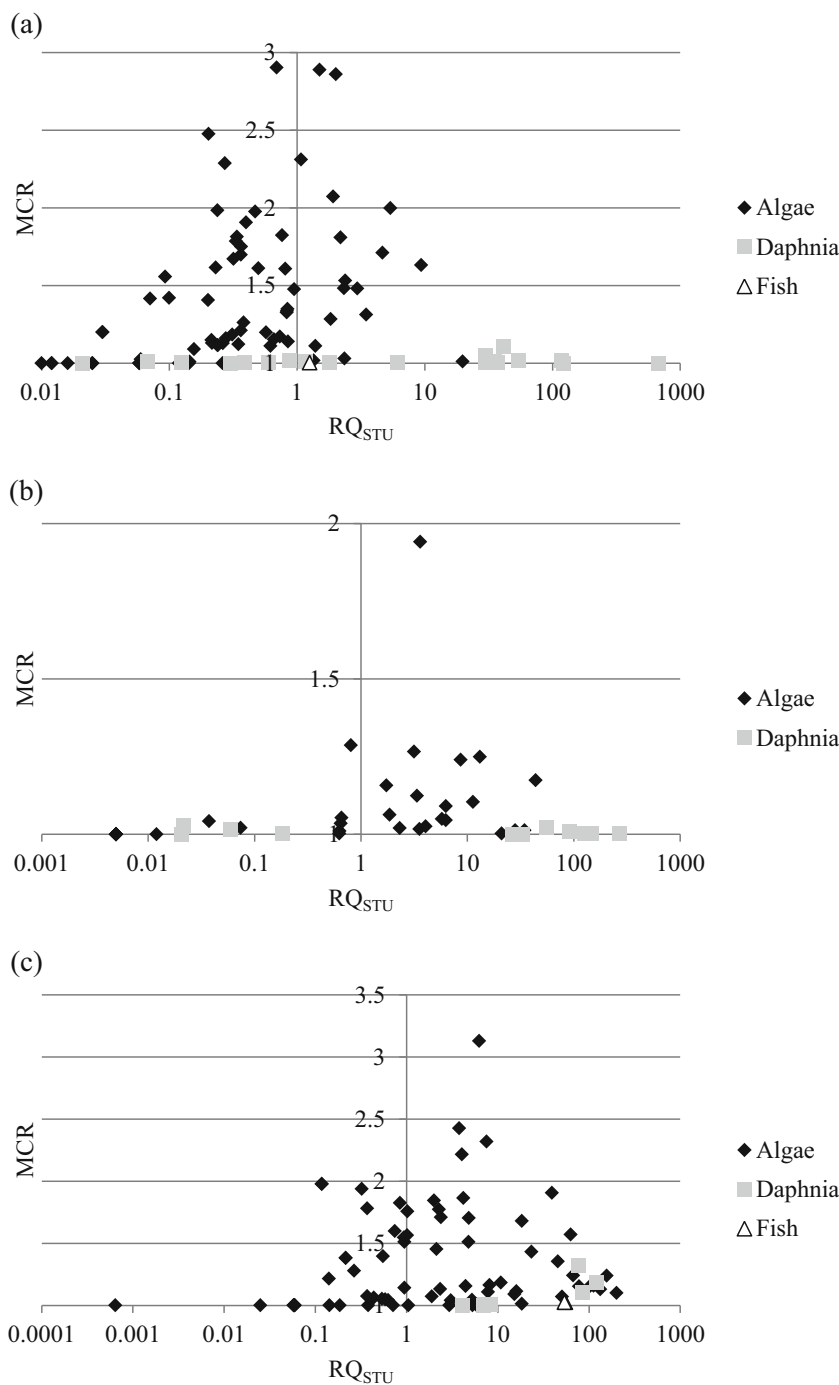 (a)
3
2.5
2
1.5
1
MCR
0.01 0.1 1 10 100 1000
RQSTU
Algae
Daphnia
Fish
(b)
2
1.5
1
MCR
0.001 0.01 0.1 1 10 100 1000
RQSTU
Algae
Daphnia
(c)
3.5
3
2.5
2
1.5
1
MCR
0.0001 0.001 0.01 0.1 1 10 100 1000
RQSTU
Algae
Daphnia
Fish